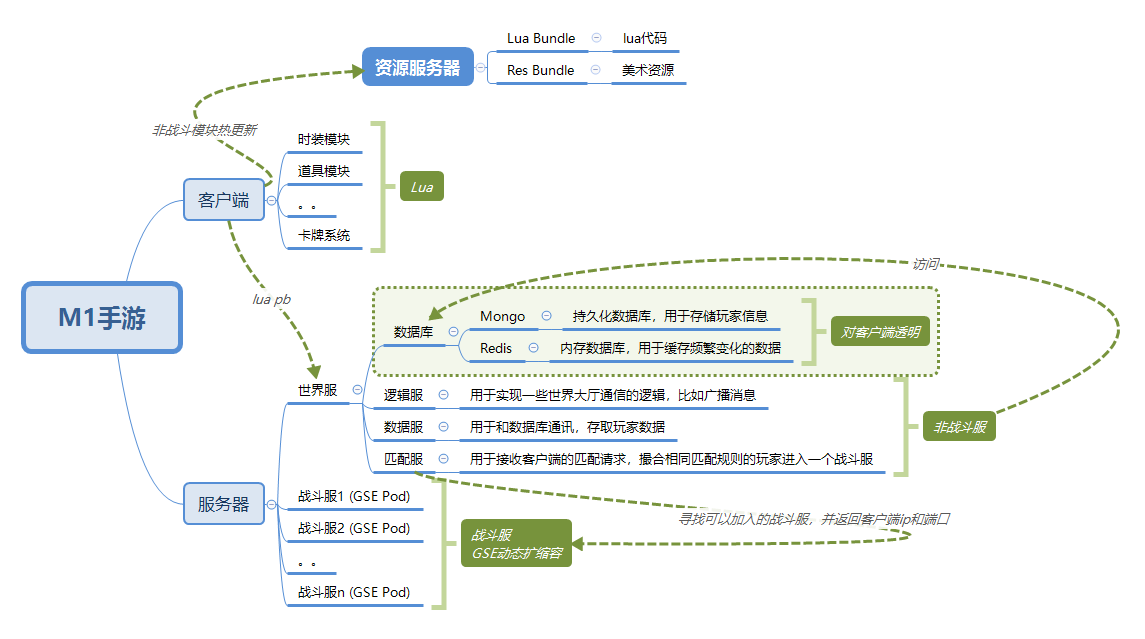 Lua Bundle
lua代码
资源服务器
Res Bundle
美术资源
非战斗模块热更新
时装模块
道具模块
Lua
客户端
。。
卡牌系统
访问
lua pb
M1手游
Mongo
持久化数据库，用于存储玩家信息
数据库
对客户端透明
Redis
内存数据库，用于缓存频繁变化的数据
世界服
逻辑服
用于实现一些世界大厅通信的逻辑，比如广播消息
数据服
用于和数据库通讯，存取玩家数据
非战斗服
匹配服
用于接收客户端的匹配请求，撮合相同匹配规则的玩家进入一个战斗服
服务器
战斗服1 (GSE Pod)
寻找可以加入的战斗服，并返回客户端ip和端口
战斗服2 (GSE Pod)
战斗服
GSE动态扩缩容
。。
战斗服n (GSE Pod)